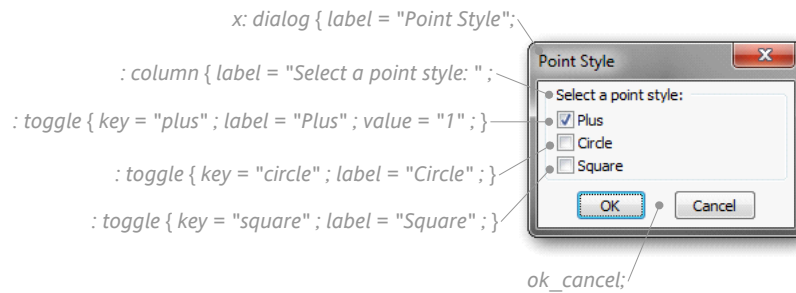 x: dialog { label = "Point Style";
: column { label = "Select a point style: " ;
: toggle { key = "plus" ; label = "Plus" ; value = "1" ; }
: toggle { key = "circle" ; label = "Circle" ; }
: toggle { key = "square" ; label = "Square" ; }
ok_cancel;
Point Style
Select a point style:
Plus
Circle
Square
OK
Cancel